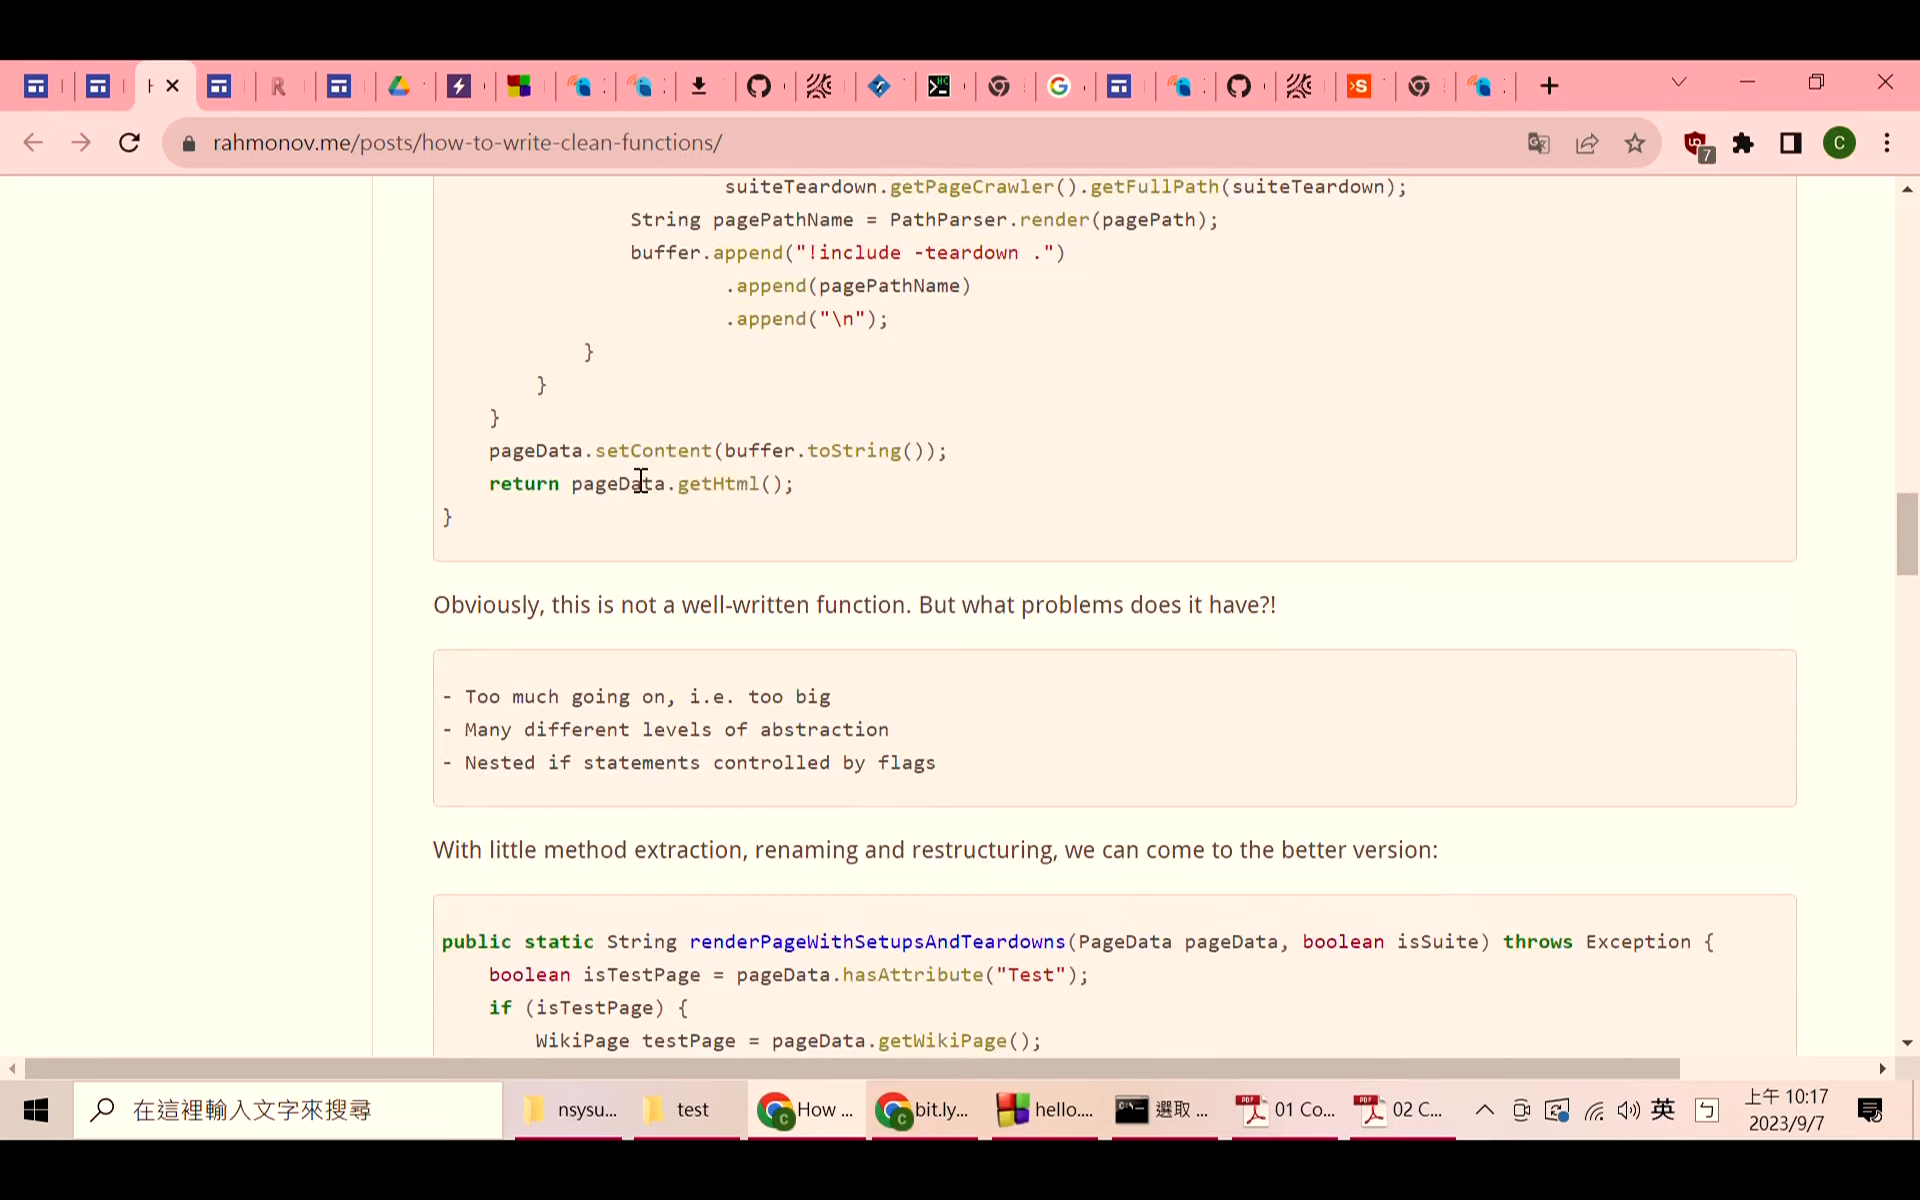 rahmonov.me/posts/how-to-write-clean-functions/
7
C
suiteTeardown.getPageCrawler().getFullPath(suiteTeardown);
String pagePathName = PathParser.render(pagePath);
buffer.append("!include -teardown .")
.append(pagePathName)
.append("\n");
}
}
}
pageData.setContent(buffer.toString());
return pageData.getHtml();
}
Obviously, this is not a well-written function. But what problems does it have?!
- Too much going on, i.e. too big
- Many different levels of abstraction
- Nested if statements controlled by flags
With little method extraction, renaming and restructuring, we can come to the better version:
public static String renderPageWithSetupsAndTeardowns(PageData pageData, boolean isSuite) throws Exception {
boolean isTestPage = pageData.hasAttribute("Test");
if (isTestPage) {
WikiPage testPage = pageData.getWikiPage();
在這裡輸入文字來搜尋
nsysu...
test
How ...
bit.ly...
hello....
選取 ...
01 Co...
02 C...
英
上午 10:17
2023/9/7